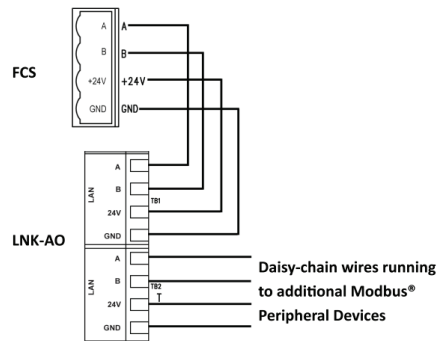 A A
B B
FCS
+24V +24V
GND GND
A
LAN
B
TB1
24V
GND
LNK-AO
A
Daisy-chain wires running
LAN
B
TB2
to additional Modbus®
24V
T
Peripheral Devices
GND